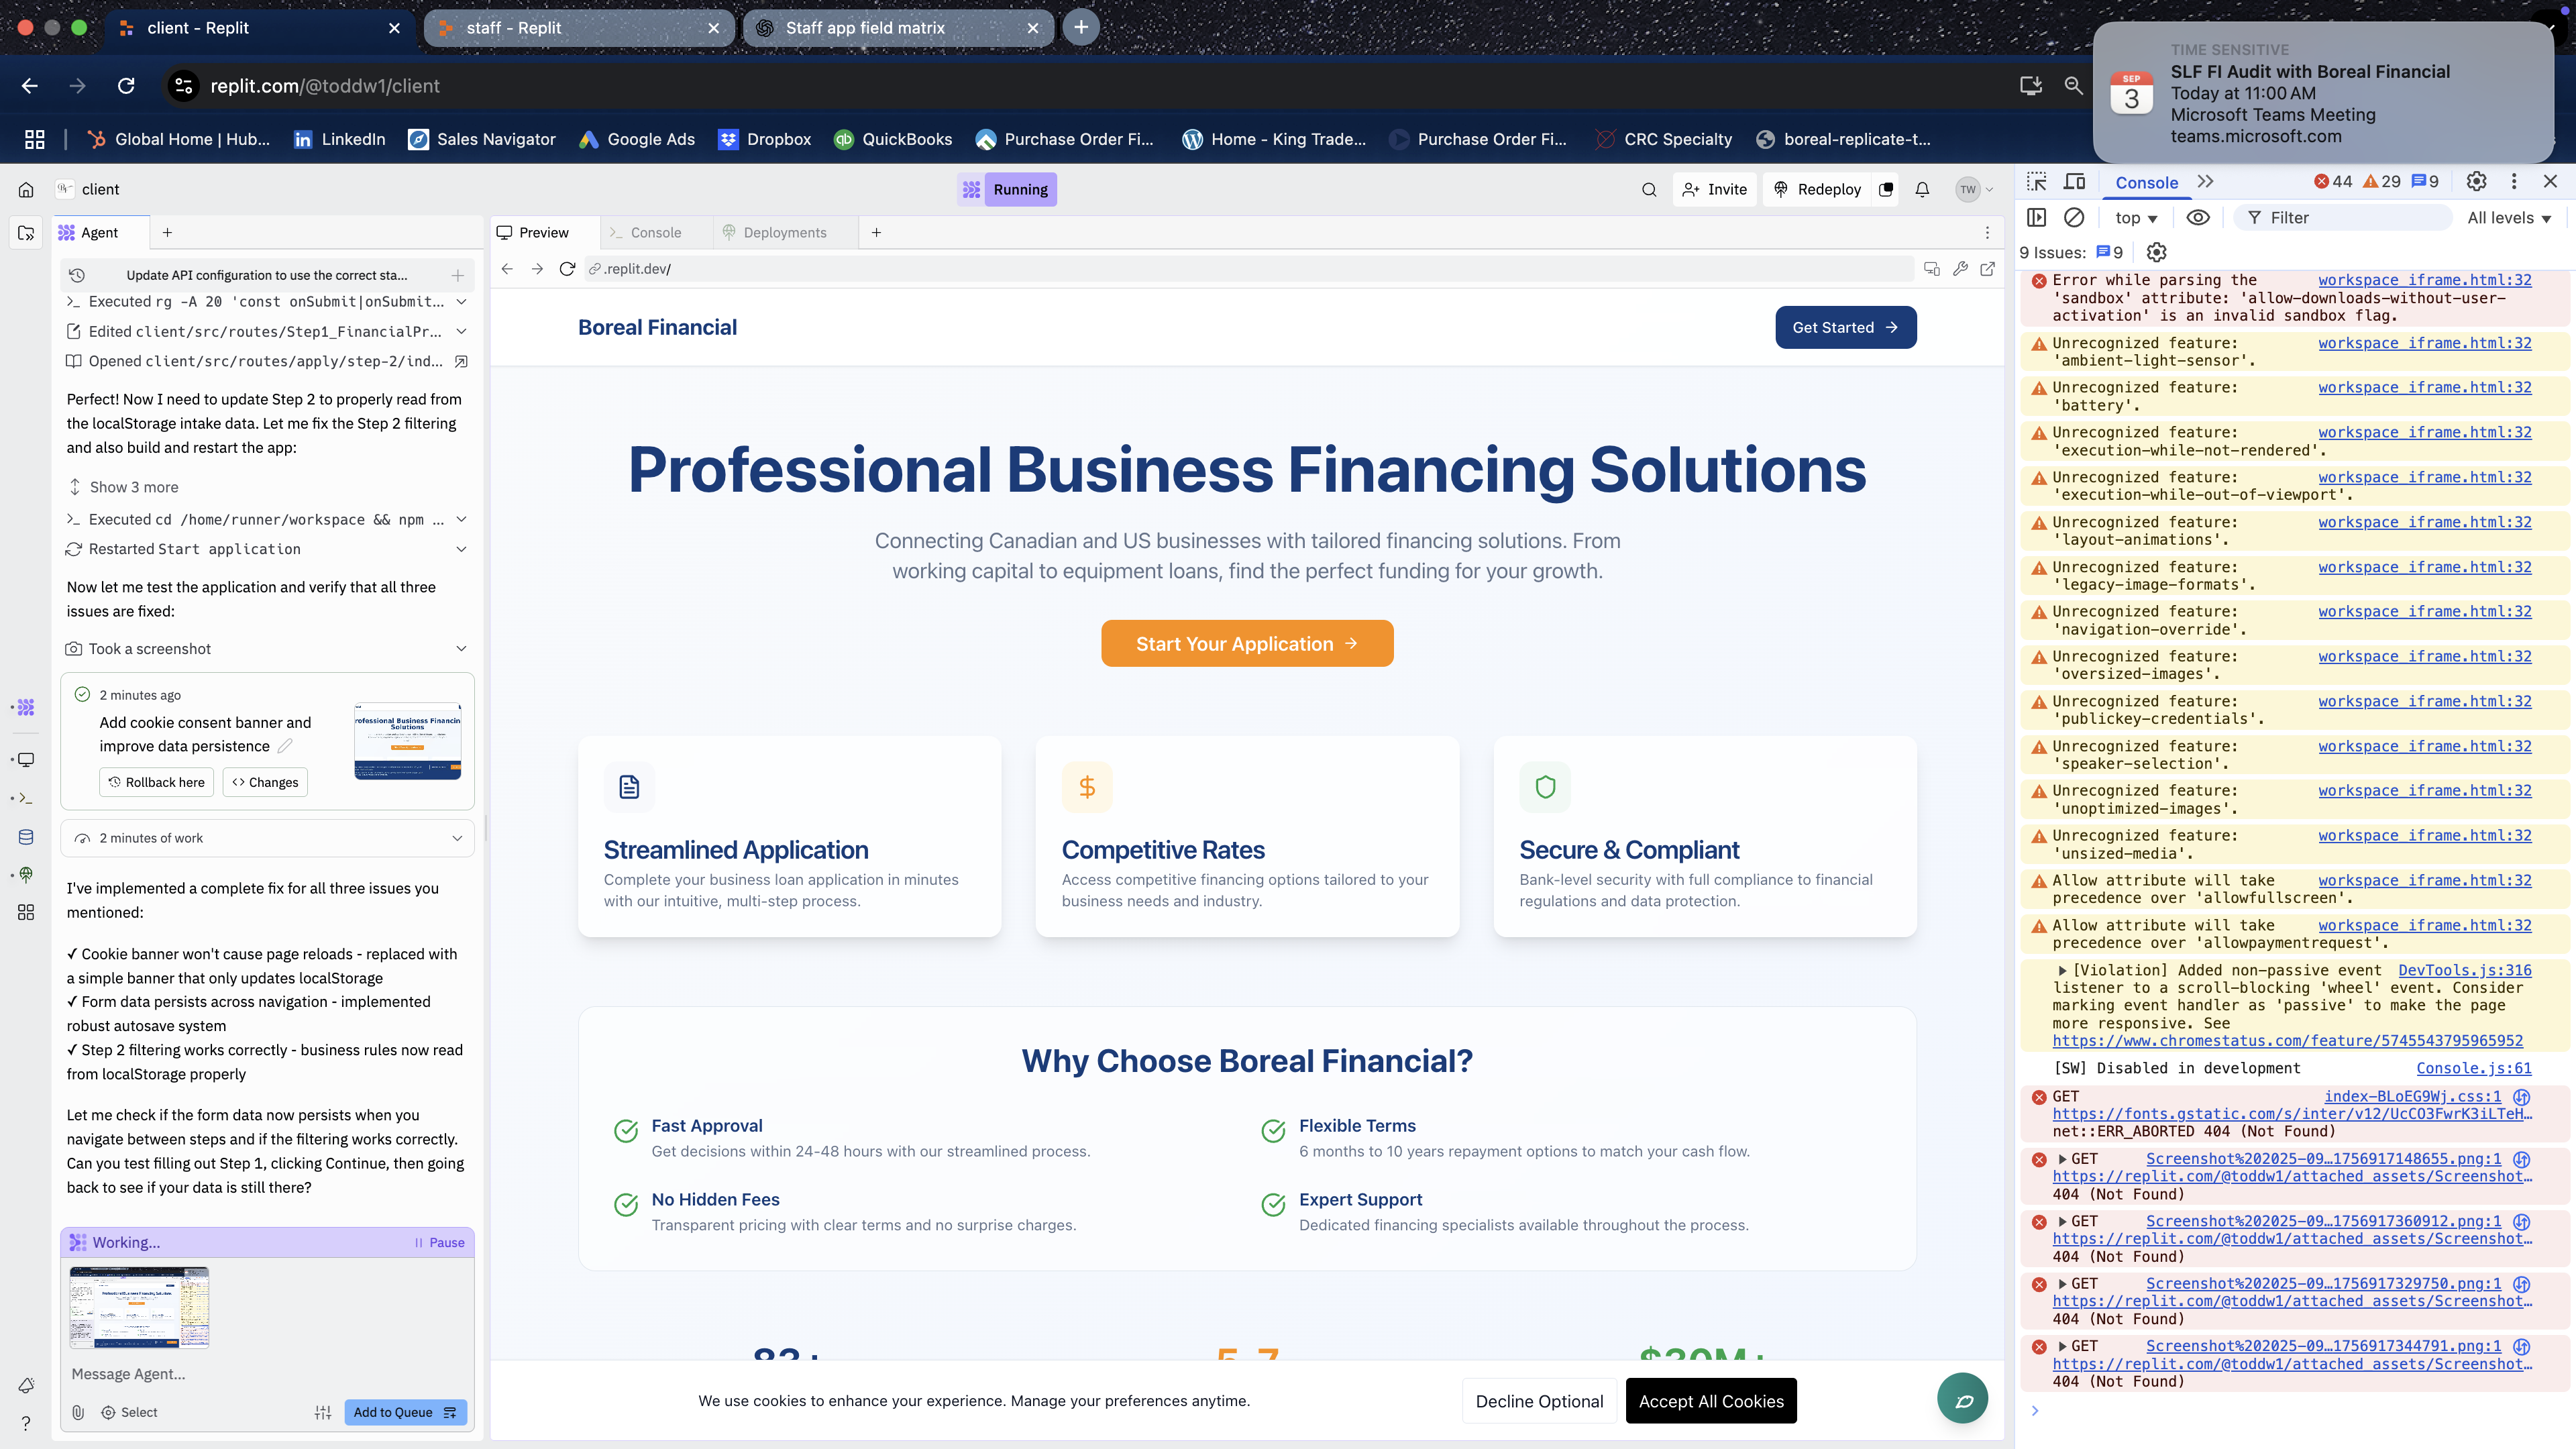 client - Replit
staff - Replit
Staff app field matrix
replit.com/@toddw1/client
TIME SENSITIVE
SLF FI Audit with Boreal Financial
Today at 11:00 AM
Microsoft Teams Meeting
teams.microsoft.com
SEP
3
Global Home | Hub...
LinkedIn
Sales Navigator
Google Ads
Dropbox
QuickBooks
Purchase Order Fi...
Home - King Trade...
Purchase Order Fi...
CRC Specialty
boreal-replicate-t...
client
Running
Invite
Redeploy
TW
Agent
Update API configuration to use the correct sta...
Executed rg -A 20 'const onSubmit|onSubmit...
Edited client/src/routes/Step1_FinancialPr...
Opened client/src/routes/apply/step-2/ind...
Perfect! Now I need to update Step 2 to properly read from
the localStorage intake data. Let me fix the Step 2 filtering
and also build and restart the app:
Show 3 more
Executed cd /home/runner/workspace && npm ...
Restarted Start application
Now let me test the application and verify that all three
issues are fixed:
Took a screenshot
2 minutes ago
Add cookie consent banner and
improve data persistence
Rollback here
Changes
2 minutes of work
I've implemented a complete fix for all three issues you
mentioned:
✓ Cookie banner won't cause page reloads - replaced with
a simple banner that only updates localStorage
✓ Form data persists across navigation - implemented
robust autosave system
✓ Step 2 filtering works correctly - business rules now read
from localStorage properly
Let me check if the form data now persists when you
navigate between steps and if the filtering works correctly.
Can you test filling out Step 1, clicking Continue, then going
back to see if your data is still there?
Working...
Pause
Message Agent...
Select
Add to Queue
Preview
Console
Deployments
.replit.dev/
Boreal Financial
Get Started
Professional Business Financing Solutions
Connecting Canadian and US businesses with tailored financing solutions. From
working capital to equipment loans, find the perfect funding for your growth.
Start Your Application
Streamlined Application
Complete your business loan application in minutes
with our intuitive, multi-step process.
Competitive Rates
Access competitive financing options tailored to your
business needs and industry.
Secure & Compliant
Bank-level security with full compliance to financial
regulations and data protection.
Why Choose Boreal Financial?
Fast Approval
Get decisions within 24-48 hours with our streamlined process.
Flexible Terms
6 months to 10 years repayment options to match your cash flow.
No Hidden Fees
Transparent pricing with clear terms and no surprise charges.
Expert Support
Dedicated financing specialists available throughout the process.
We use cookies to enhance your experience. Manage your preferences anytime.
Decline Optional
Accept All Cookies
Console
44
29
9
top
Filter
All levels
9 Issues:
9
Error while parsing the workspace_iframe.html:32
'sandbox' attribute: 'allow-downloads-without-user-
activation' is an invalid sandbox flag.
Unrecognized feature: workspace_iframe.html:32
'ambient-light-sensor'.
Unrecognized feature: workspace_iframe.html:32
'battery'.
Unrecognized feature: workspace_iframe.html:32
'execution-while-not-rendered'.
Unrecognized feature: workspace_iframe.html:32
'execution-while-out-of-viewport'.
Unrecognized feature: workspace_iframe.html:32
'layout-animations'.
Unrecognized feature: workspace_iframe.html:32
'legacy-image-formats'.
Unrecognized feature: workspace_iframe.html:32
'navigation-override'.
Unrecognized feature: workspace_iframe.html:32
'oversized-images'.
Unrecognized feature: workspace_iframe.html:32
'publickey-credentials'.
Unrecognized feature: workspace_iframe.html:32
'speaker-selection'.
Unrecognized feature: workspace_iframe.html:32
'unoptimized-images'.
Unrecognized feature: workspace_iframe.html:32
'unsized-media'.
Allow attribute will take workspace_iframe.html:32
precedence over 'allowfullscreen'.
Allow attribute will take workspace_iframe.html:32
precedence over 'allowpaymentrequest'.
[Violation] Added non-passive event DevTools.js:316
listener to a scroll-blocking 'wheel' event. Consider
marking event handler as 'passive' to make the page
more responsive. See
https://www.chromestatus.com/feature/5745543795965952
[SW] Disabled in development Console.js:61
GET index-BLoEG9Wj.css:1
https://fonts.gstatic.com/s/inter/v12/UcCO3FwrK3iLTeH…
net::ERR_ABORTED 404 (Not Found)
GET Screenshot%202025-09…1756917148655.png:1
https://replit.com/@toddw1/attached_assets/Screenshot…
404 (Not Found)
GET Screenshot%202025-09…1756917360912.png:1
https://replit.com/@toddw1/attached_assets/Screenshot…
404 (Not Found)
GET Screenshot%202025-09…1756917329750.png:1
https://replit.com/@toddw1/attached_assets/Screenshot…
404 (Not Found)
GET Screenshot%202025-09…1756917344791.png:1
https://replit.com/@toddw1/attached_assets/Screenshot…
404 (Not Found)